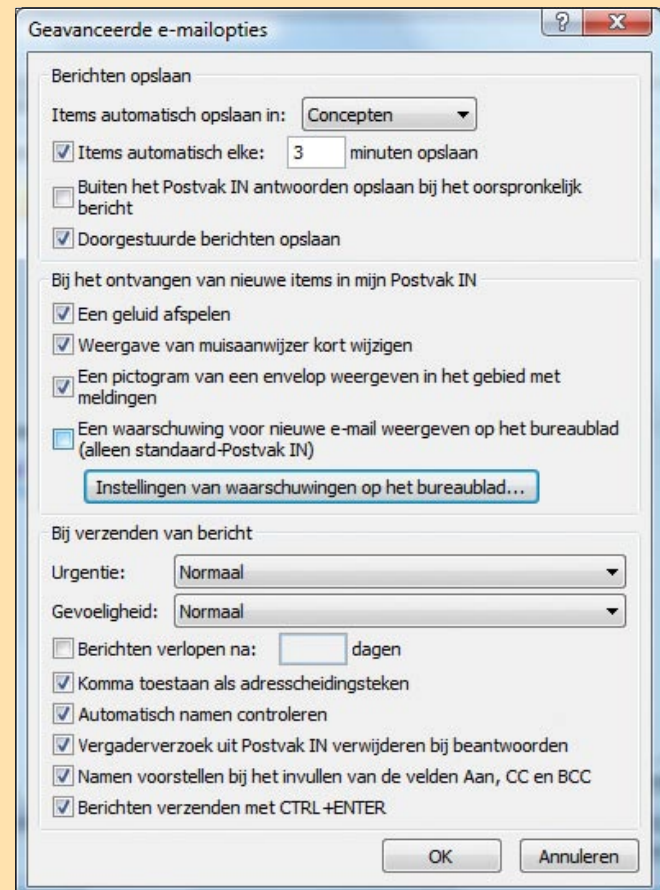 Geavanceerde e-mailopties
Berichten opslaan
Items automatisch opslaan in: Concepten
Items automatisch elke: 3 minuten opslaan
Buiten het Postvak IN antwoorden opslaan bij het oorspronkelijk
bericht
Doorgestuurde berichten opslaan
Bij het ontvangen van nieuwe items in mijn Postvak IN
Een geluid afspelen
Weergave van muisaanwijzer kort wijzigen
Een pictogram van een envelop weergeven in het gebied met
meldingen
Een waarschuwing voor nieuwe e-mail weergeven op het bureaublad
(alleen standaard-Postvak IN)
Instellingen van waarschuwingen op het bureaublad...
Bij verzenden van bericht
Urgentie: Normaal
Gevoeligheid: Normaal
Berichten verlopen na: dagen
Komma toestaan als adresscheidingsteken
Automatisch namen controleren
Vergaderverzoek uit Postvak IN verwijderen bij beantwoorden
Namen voorstellen bij het invullen van de velden Aan, CC en BCC
Berichten verzenden met CTRL+ENTER
OK Annuleren